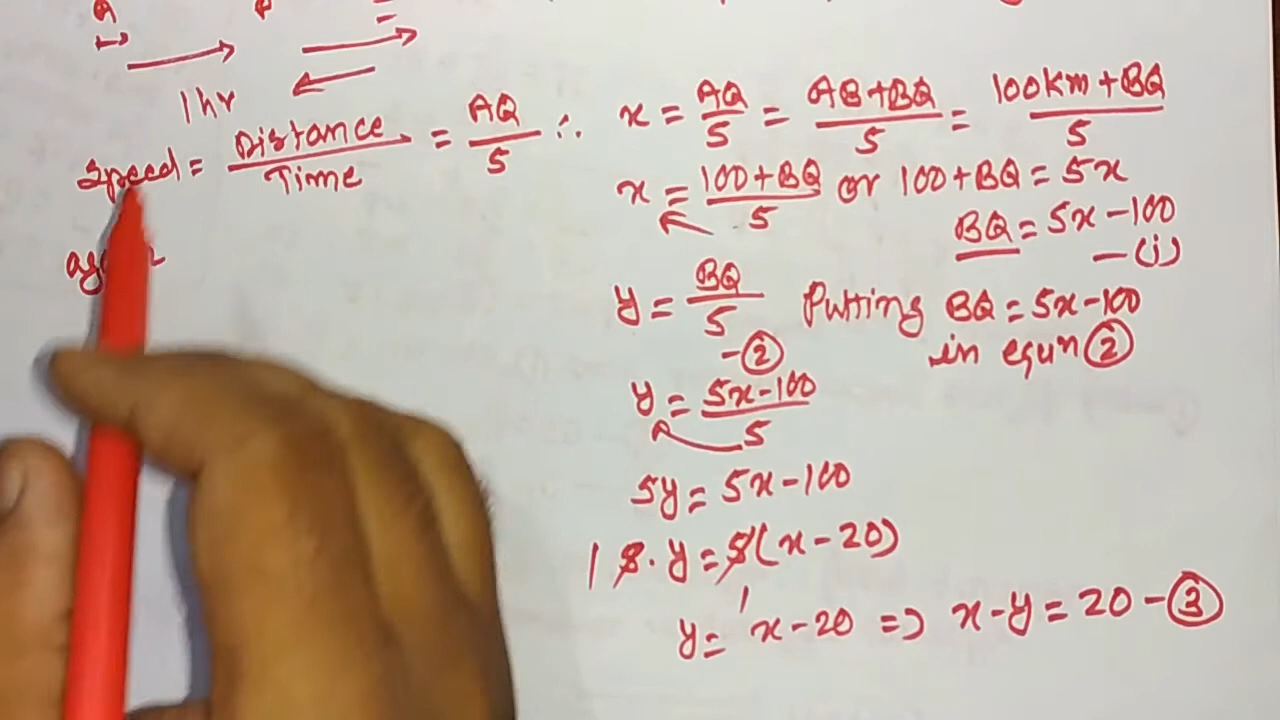 1hr
Speed = Distance/Time = AQ/5 ∴ x = AQ/5 = AB+BQ/5 = 100km+BQ/5
x = 100+BQ/5 or 100+BQ = 5x
BQ = 5x-100
-(i)
y = BQ/5 Putting BQ = 5x-100
-② in equn ②
y = 5x-100/5
5y = 5x-100
1 5.y = 5(x-20)
1
y = x-20 => x-y = 20 -③